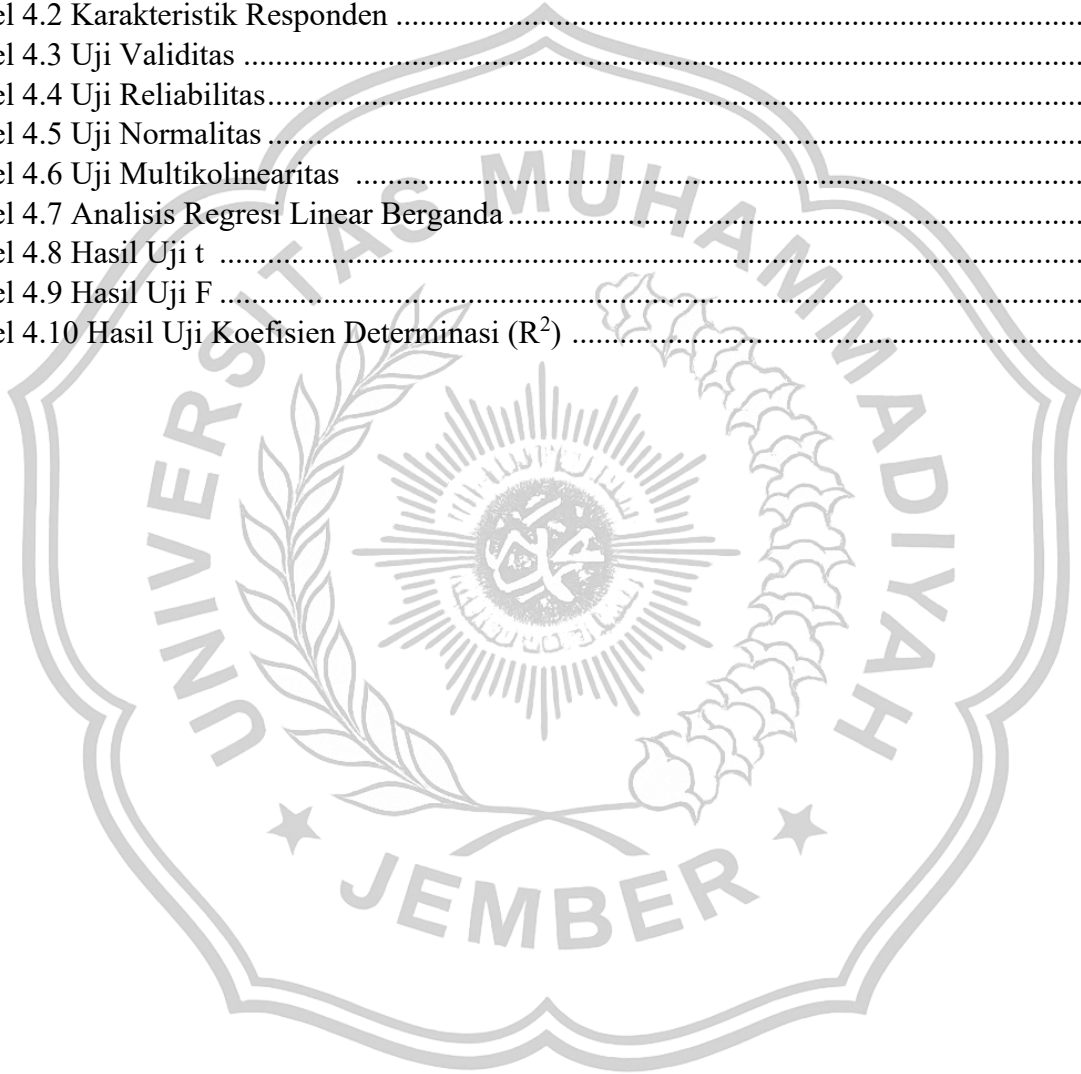 el 4.2 Karakteristik Responden ........................................................................................
el 4.3 Uji Validitas ...............................................................................................................
el 4.4 Uji Reliabilitas............................................................................................................
el 4.5 Uji Normalitas ............................................................................................................
el 4.6 Uji Multikolinearitas ..............................................................................................
el 4.7 Analisis Regresi Linear Berganda ...........................................................................
el 4.8 Hasil Uji t ..................................................................................................................
el 4.9 Hasil Uji F ..................................................................................................................
el 4.10 Hasil Uji Koefisien Determinasi (R²) ...................................................................
UNIVERSITAS MUHAMMADIYAH
JEMBER